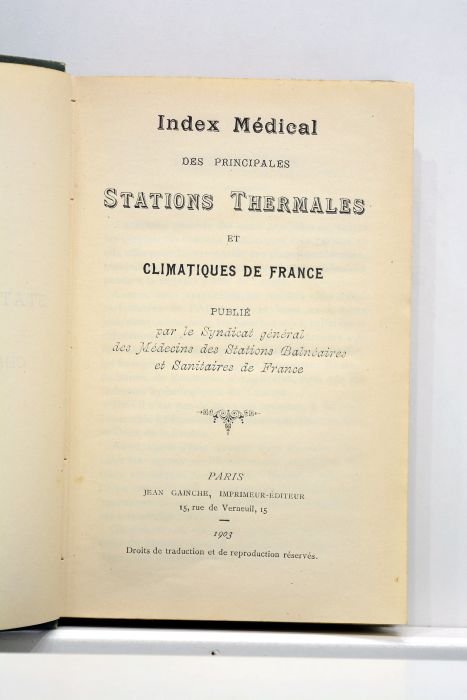 Index Médical
DES PRINCIPALES
STATIONS THERMALES
ET
CLIMATIQUES DE FRANCE
PUBLIÉ
par le Syndicat général
des Médecins des Stations Balnéaires
et Sanitaires de France
PARIS
JEAN GAINCHE, IMPRIMEUR-ÉDITEUR
15, rue de Verneuil, 15
1903
Droits de traduction et de reproduction réservés.